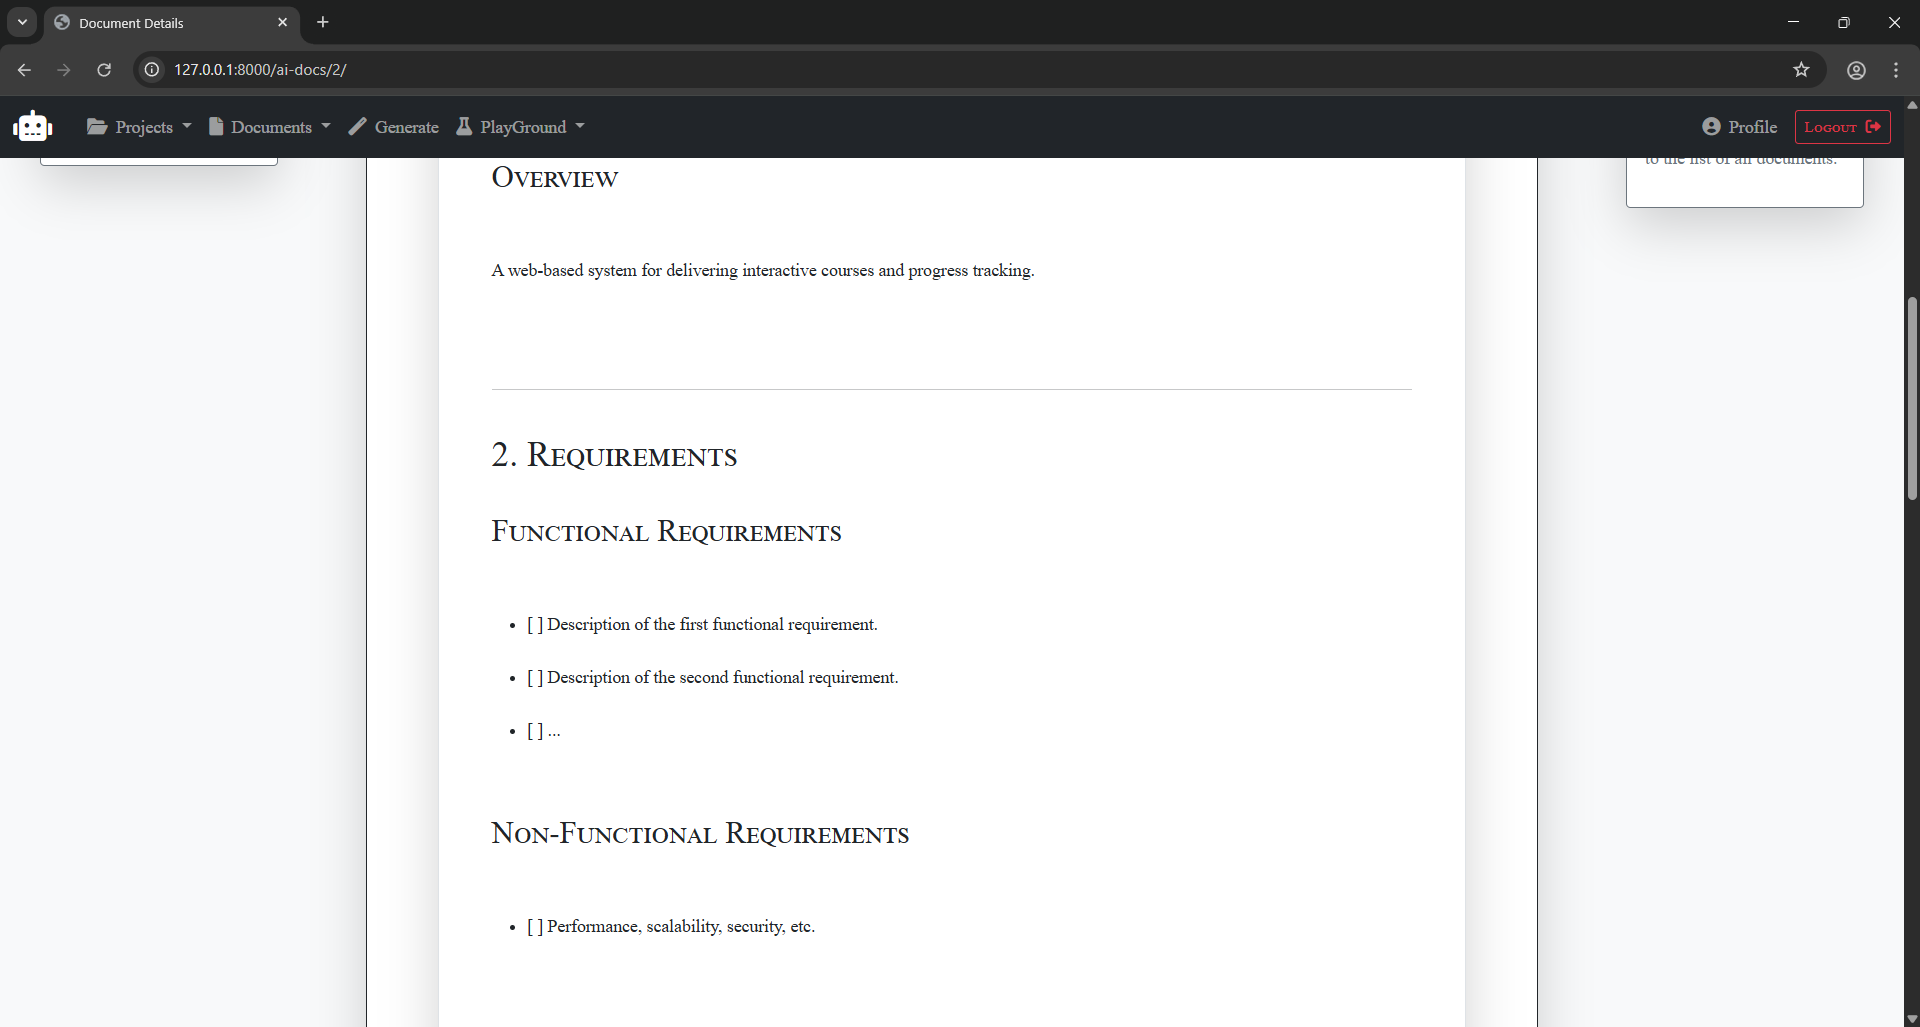 Document Details
127.0.0.1:8000/ai-docs/2/
Projects Documents Generate PlayGround Profile Logout
to the list of all documents.
Overview
A web-based system for delivering interactive courses and progress tracking.
2. Requirements
Functional Requirements
• [ ] Description of the first functional requirement.
• [ ] Description of the second functional requirement.
• [ ] ...
Non-Functional Requirements
• [ ] Performance, scalability, security, etc.